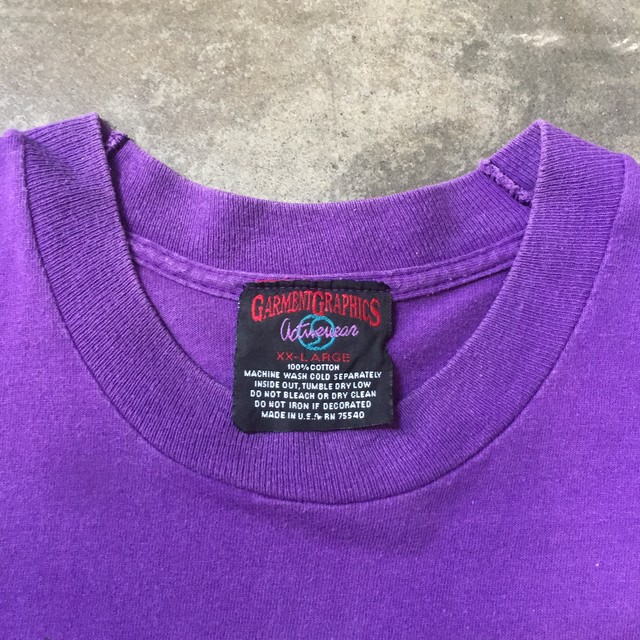 GARMENT GRAPHICS
Activewear
XX-LARGE
100% COTTON
MACHINE WASH COLD SEPARATELY
INSIDE OUT, TUMBLE DRY LOW
DO NOT BLEACH OR DRY CLEAN
DO NOT IRON IF DECORATED
MADE IN U.S.A. RN 75540